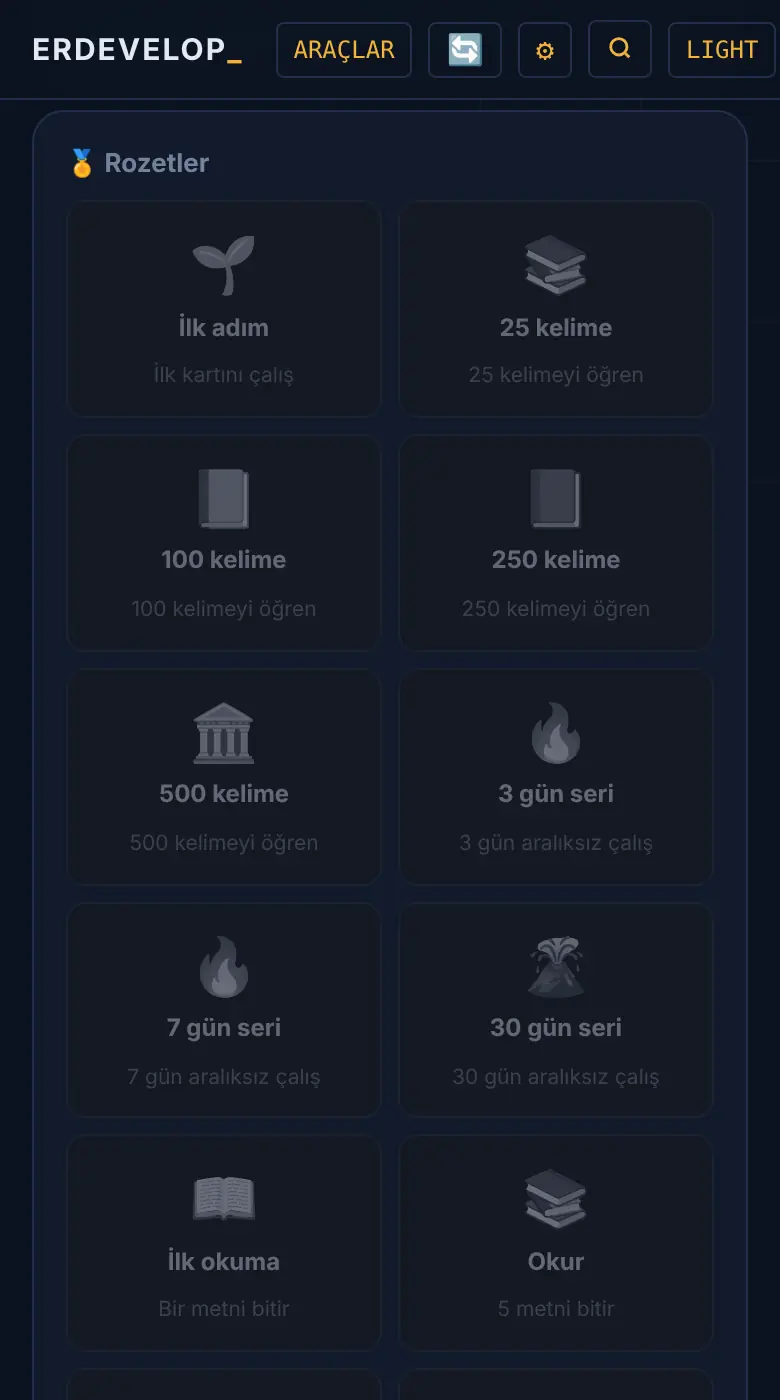 ERDEVELOP_
ARAÇLAR
LIGHT
Rozetler
İlk adım
İlk kartını çalış
25 kelime
25 kelimeyi öğren
100 kelime
100 kelimeyi öğren
250 kelime
250 kelimeyi öğren
500 kelime
500 kelimeyi öğren
3 gün seri
3 gün aralıksız çalış
7 gün seri
7 gün aralıksız çalış
30 gün seri
30 gün aralıksız çalış
İlk okuma
Bir metni bitir
Okur
5 metni bitir